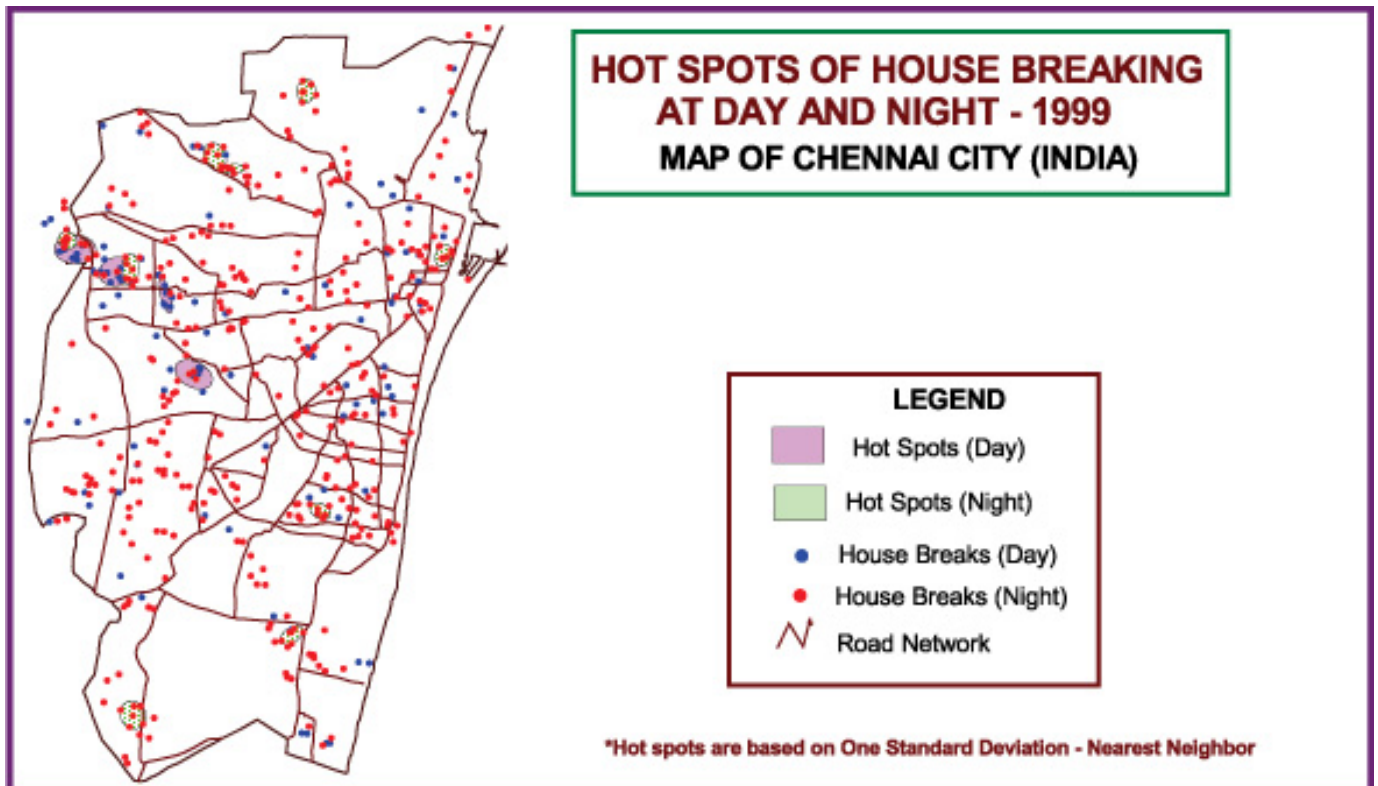 HOT SPOTS OF HOUSE BREAKING
AT DAY AND NIGHT - 1999
MAP OF CHENNAI CITY (INDIA)
LEGEND
Hot Spots (Day)
Hot Spots (Night)
House Breaks (Day)
House Breaks (Night)
Road Network
*Hot spots are based on One Standard Deviation - Nearest Neighbor